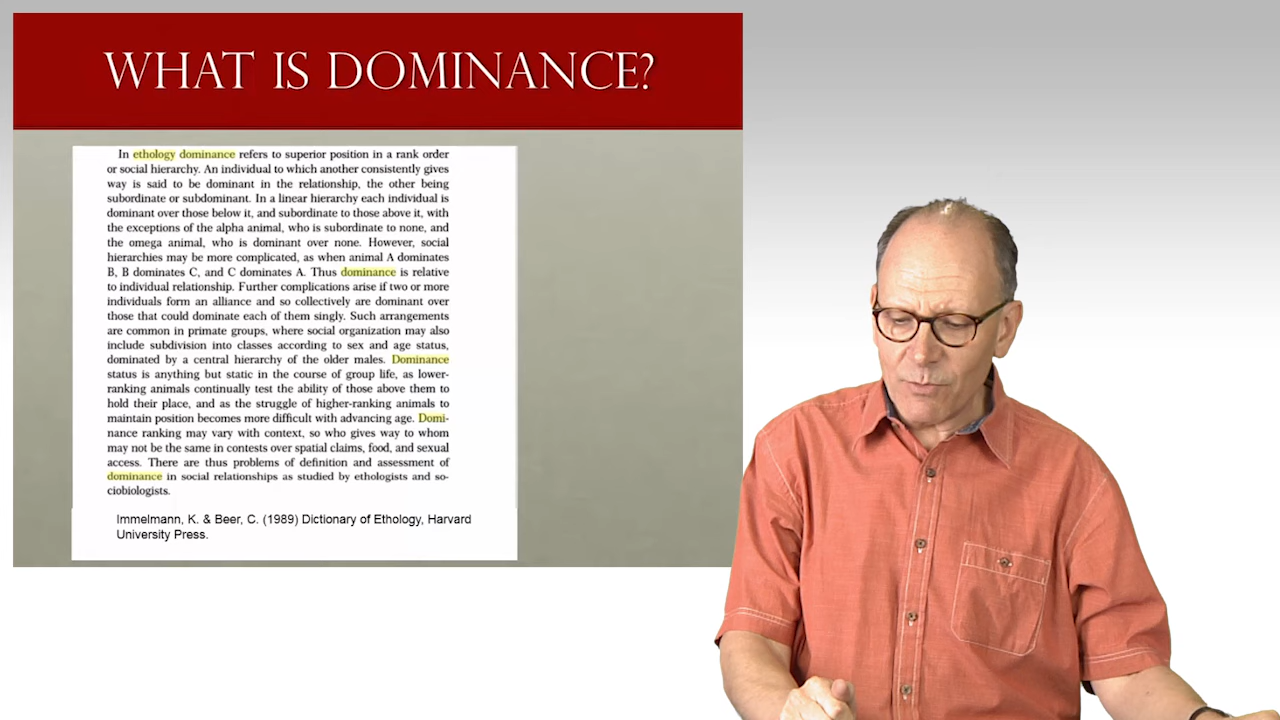 WHAT IS DOMINANCE?
In ethology dominance refers to superior position in a rank order
or social hierarchy. An individual to which another consistently gives
way is said to be dominant in the relationship, the other being
subordinate or subdominant. In a linear hierarchy each individual is
dominant over those below it, and subordinate to those above it, with
the exceptions of the alpha animal, who is subordinate to none, and
the omega animal, who is dominant over none. However, social
hierarchies may be more complicated, as when animal A dominates
B, B dominates C, and C dominates A. Thus dominance is relative
to individual relationship. Further complications arise if two or more
individuals form an alliance and so collectively are dominant over
those that could dominate each of them singly. Such arrangements
are common in primate groups, where social organization may also
include subdivision into classes according to sex and age status,
dominated by a central hierarchy of the older males. Dominance
status is anything but static in the course of group life, as lower-
ranking animals continually test the ability of those above them to
hold their place, and as the struggle of higher-ranking animals to
maintain position becomes more difficult with advancing age. Domi-
nance ranking may vary with context, so who gives way to whom
may not be the same in contests over spatial claims, food, and sexual
access. There are thus problems of definition and assessment of
dominance in social relationships as studied by ethologists and so-
ciobiologists.
Immelmann, K. & Beer, C. (1989) Dictionary of Ethology, Harvard
University Press.